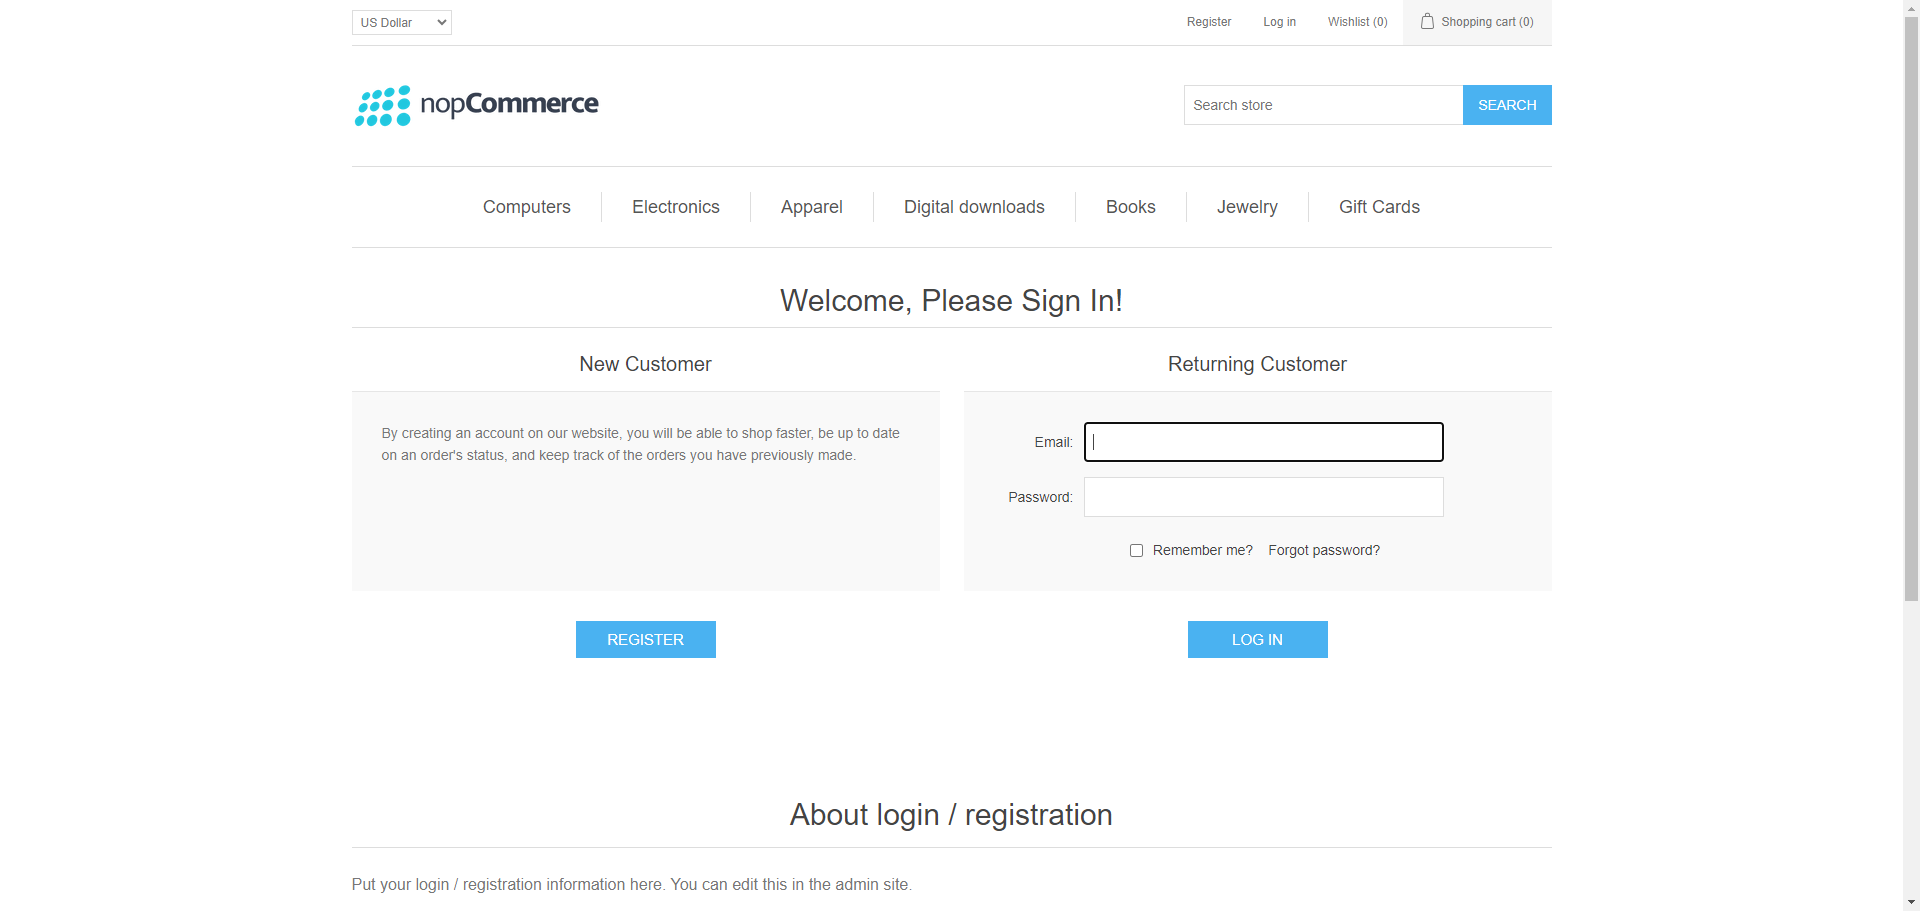 US Dollar
Register
Log in
Wishlist (0)
Shopping cart (0)
nopCommerce
Search store
SEARCH
Computers
Electronics
Apparel
Digital downloads
Books
Jewelry
Gift Cards
Welcome, Please Sign In!
New Customer
By creating an account on our website, you will be able to shop faster, be up to date
on an order's status, and keep track of the orders you have previously made.
REGISTER
Returning Customer
Email:
Password:
Remember me?
Forgot password?
LOG IN
About login / registration
Put your login / registration information here. You can edit this in the admin site.